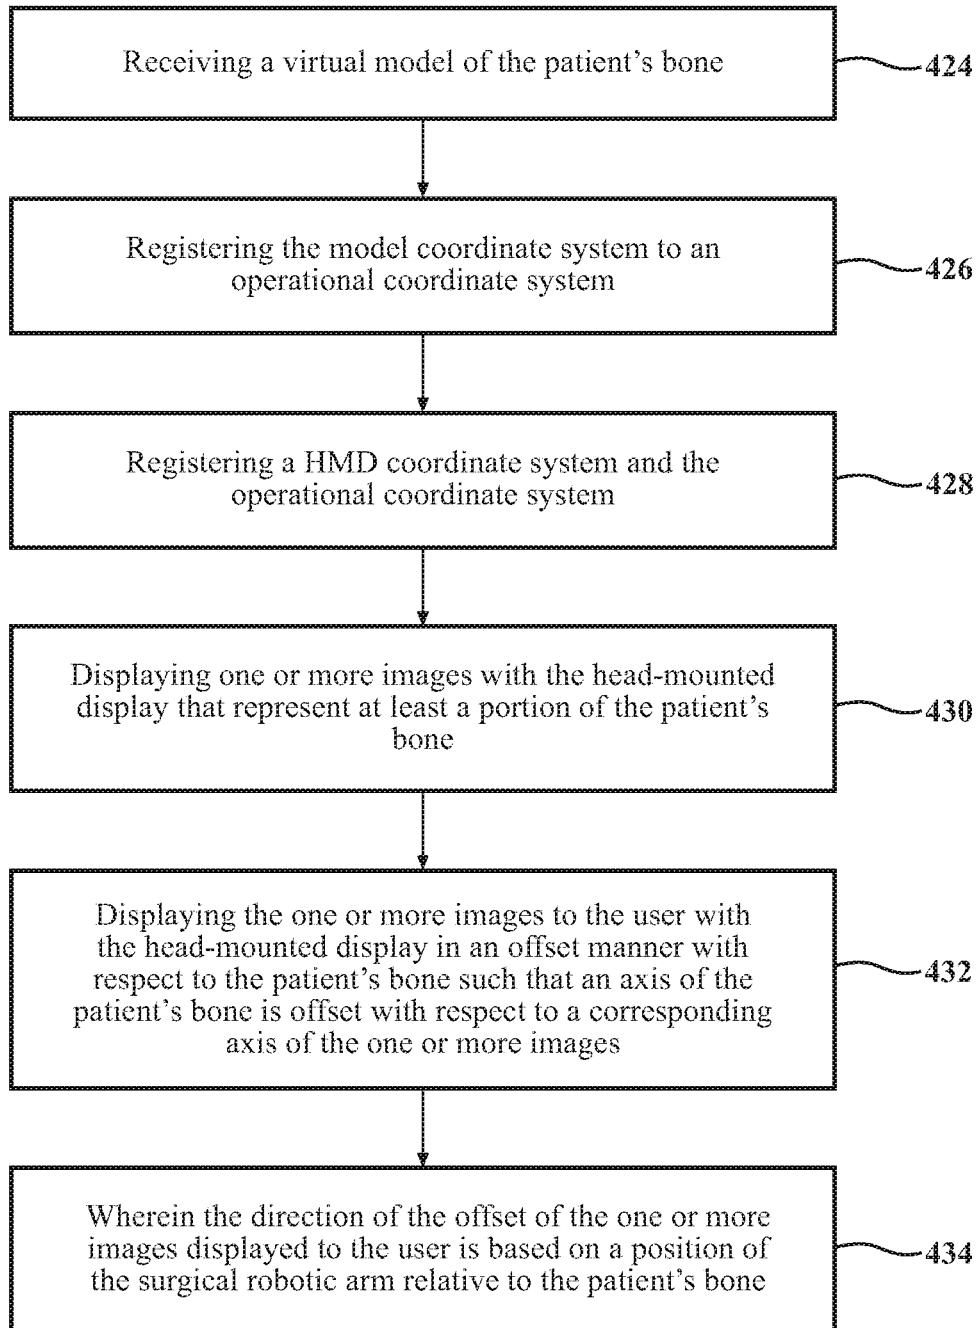 Receiving a virtual model of the patient's bone
424
Registering the model coordinate system to an
operational coordinate system
426
Registering a HMD coordinate system and the
operational coordinate system
428
Displaying one or more images with the head-mounted
display that represent at least a portion of the patient's
bone
430
Displaying the one or more images to the user with
the head-mounted display in an offset manner with
respect to the patient's bone such that an axis of the
patient's bone is offset with respect to a corresponding
axis of the one or more images
432
Wherein the direction of the offset of the one or more
images displayed to the user is based on a position of
the surgical robotic arm relative to the patient's bone
434